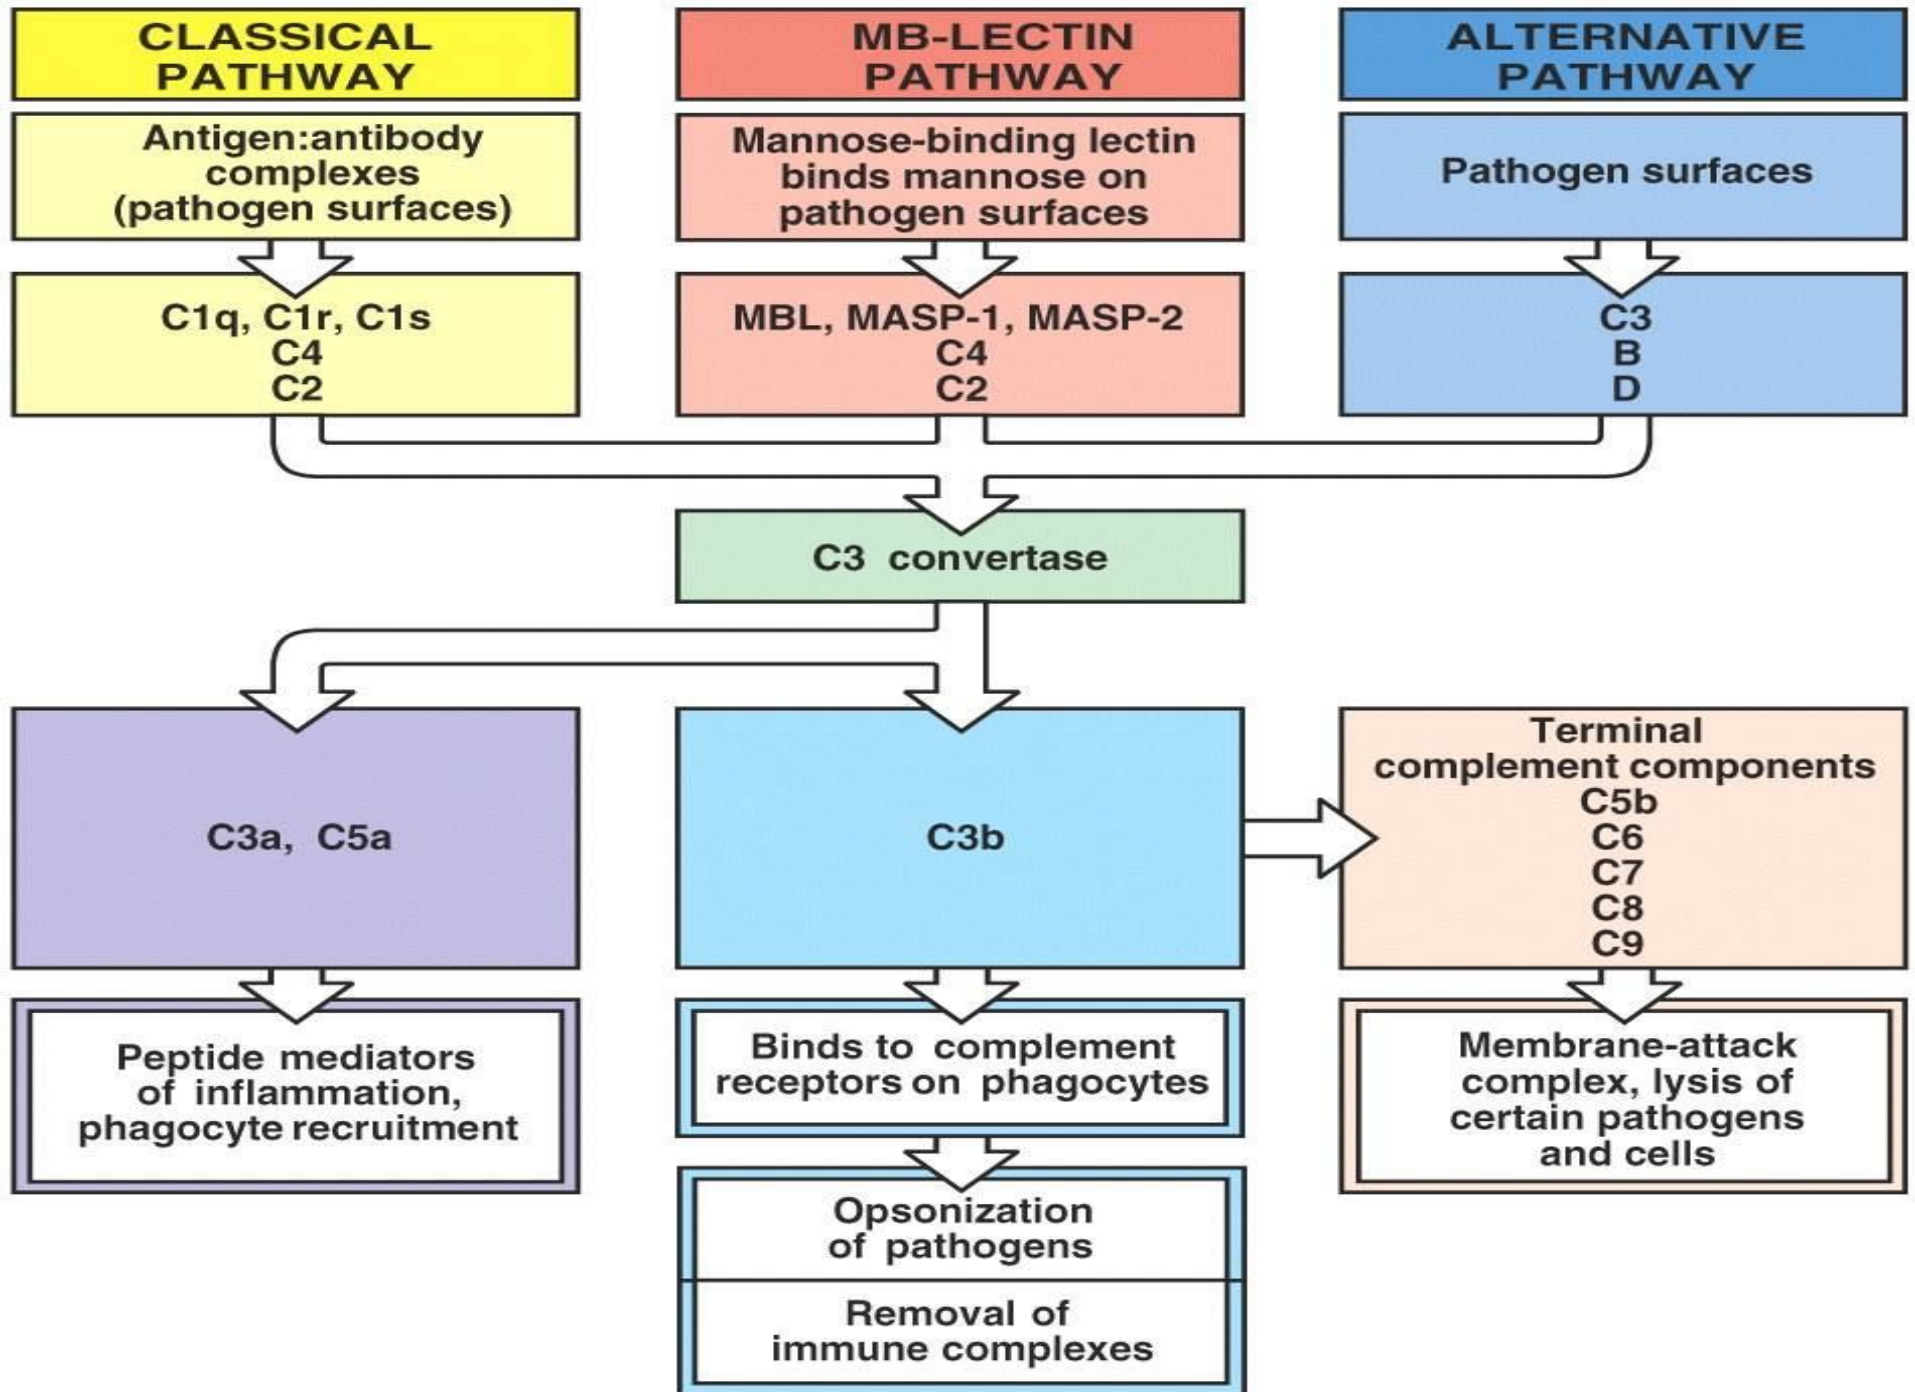 CLASSICAL
PATHWAY
MB-LECTIN
PATHWAY
ALTERNATIVE
PATHWAY
Antigen:antibody
complexes
(pathogen surfaces)
Mannose-binding lectin
binds mannose on
pathogen surfaces
Pathogen surfaces
C1q, C1r, C1s
C4
C2
MBL, MASP-1, MASP-2
C4
C2
C3
B
D
C3 convertase
C3a, C5a
C3b
Terminal
complement components
C5b
C6
C7
C8
C9
Peptide mediators
of inflammation,
phagocyte recruitment
Binds to complement
receptors on phagocytes
Membrane-attack
complex, lysis of
certain pathogens
and cells
Opsonization
of pathogens
Removal of
immune complexes